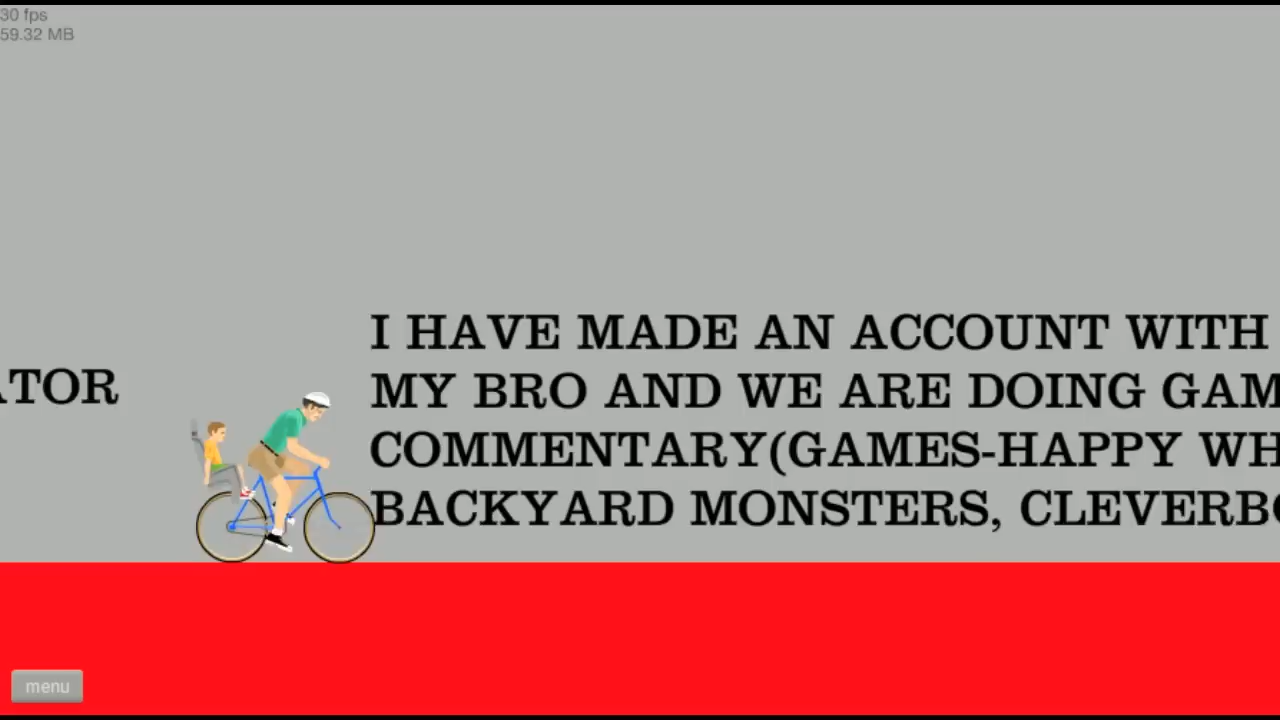 30 fps
59.32 MB
I HAVE MADE AN ACCOUNT WITH
MY BRO AND WE ARE DOING GAM
ATOR
COMMENTARY(GAMES-HAPPY WH
BACKYARD MONSTERS, CLEVERBO
menu